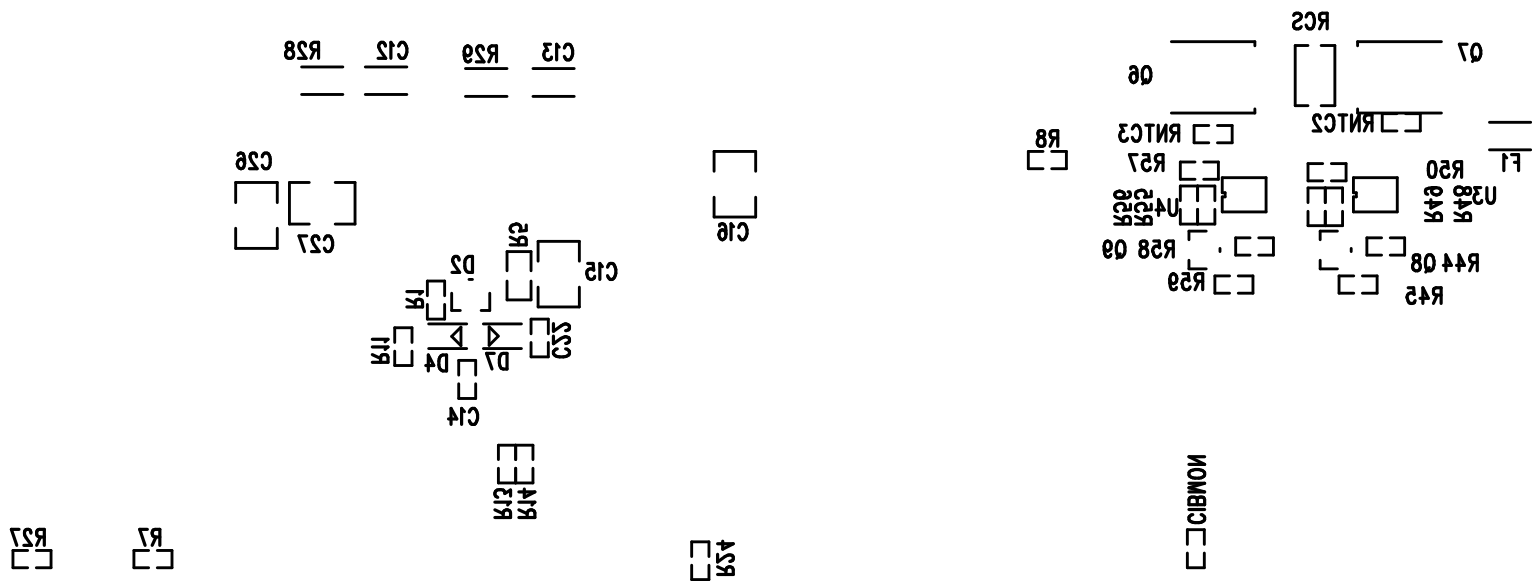 RCS
R28
C12
R29
C13
Q7
Q6
RNTC2
RNTC3
R8
C26
R57
F1
R50
U3
R56
R55
U4
R49
R48
C27
C16
R5
R58
Q9
D2
C15
R44
Q8
R59
R45
R1
R11
C22
D4
D7
C14
R13
R14
CIBMON
R27
R7
R24